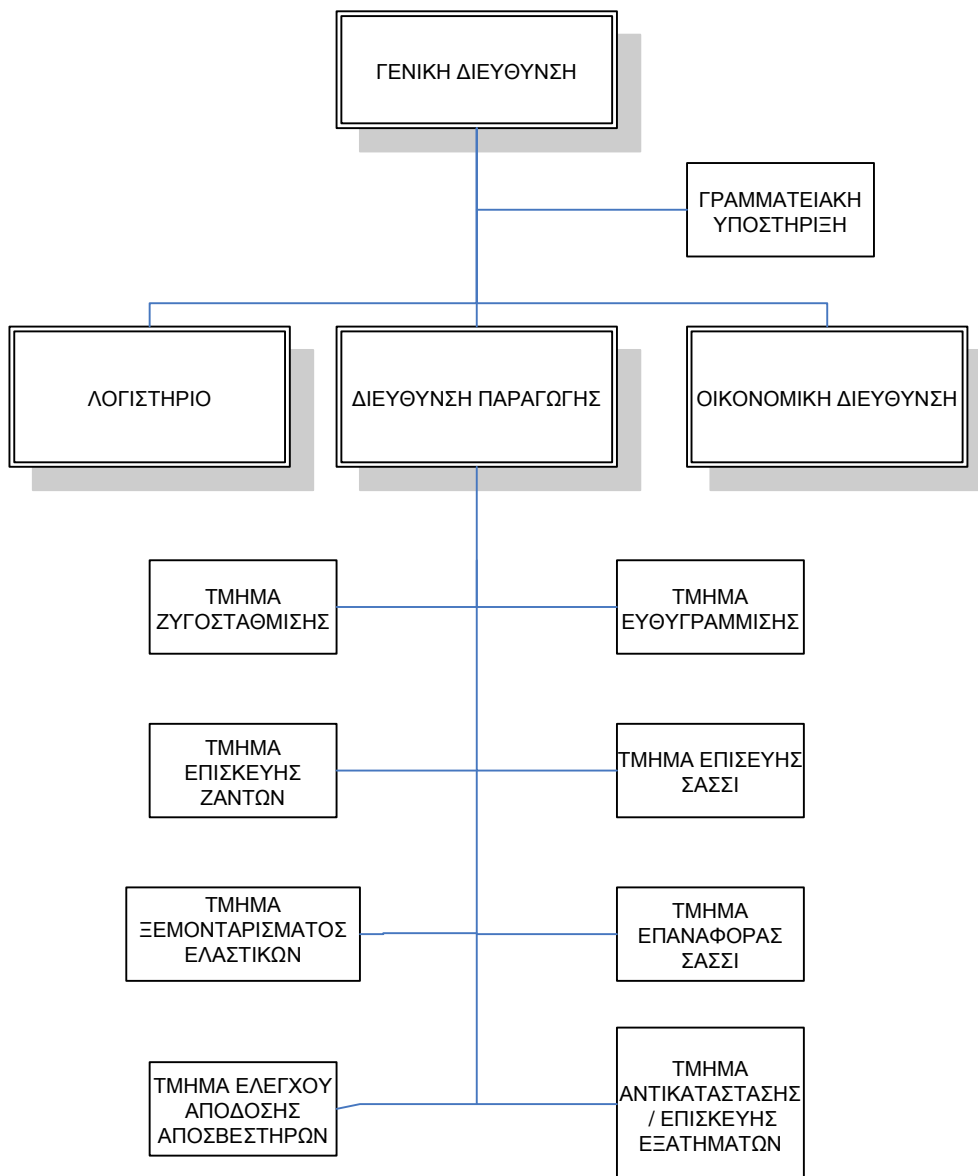 ΓΕΝΙΚΗ ΔΙΕΥΘΥΝΣΗ
ΓΡΑΜΜΑΤΕΙΑΚΗ
ΥΠΟΣΤΗΡΙΞΗ
ΛΟΓΙΣΤΗΡΙΟ
ΔΙΕΥΘΥΝΣΗ ΠΑΡΑΓΩΓΗΣ
ΟΙΚΟΝΟΜΙΚΗ ΔΙΕΥΘΥΝΣΗ
ΤΜΗΜΑ
ΖΥΓΟΣΤΑΘΜΙΣΗΣ
ΤΜΗΜΑ
ΕΥΘΥΓΡΑΜΜΙΣΗΣ
ΤΜΗΜΑ
ΕΠΙΣΚΕΥΗΣ
ΖΑΝΤΩΝ
ΤΜΗΜΑ ΕΠΙΣΕΥΗΣ
ΣΑΣΣΙ
ΤΜΗΜΑ
ΞΕΜΟΝΤΑΡΙΣΜΑΤΟΣ
ΕΛΑΣΤΙΚΩΝ
ΤΜΗΜΑ
ΕΠΑΝΑΦΟΡΑΣ
ΣΑΣΣΙ
ΤΜΗΜΑ ΕΛΕΓΧΟΥ
ΑΠΟΔΟΣΗΣ
ΑΠΟΣΒΕΣΤΗΡΩΝ
ΤΜΗΜΑ
ΑΝΤΙΚΑΤΑΣΤΑΣΗΣ
/ ΕΠΙΣΚΕΥΗΣ
ΕΞΑΤΗΜΑΤΩΝ